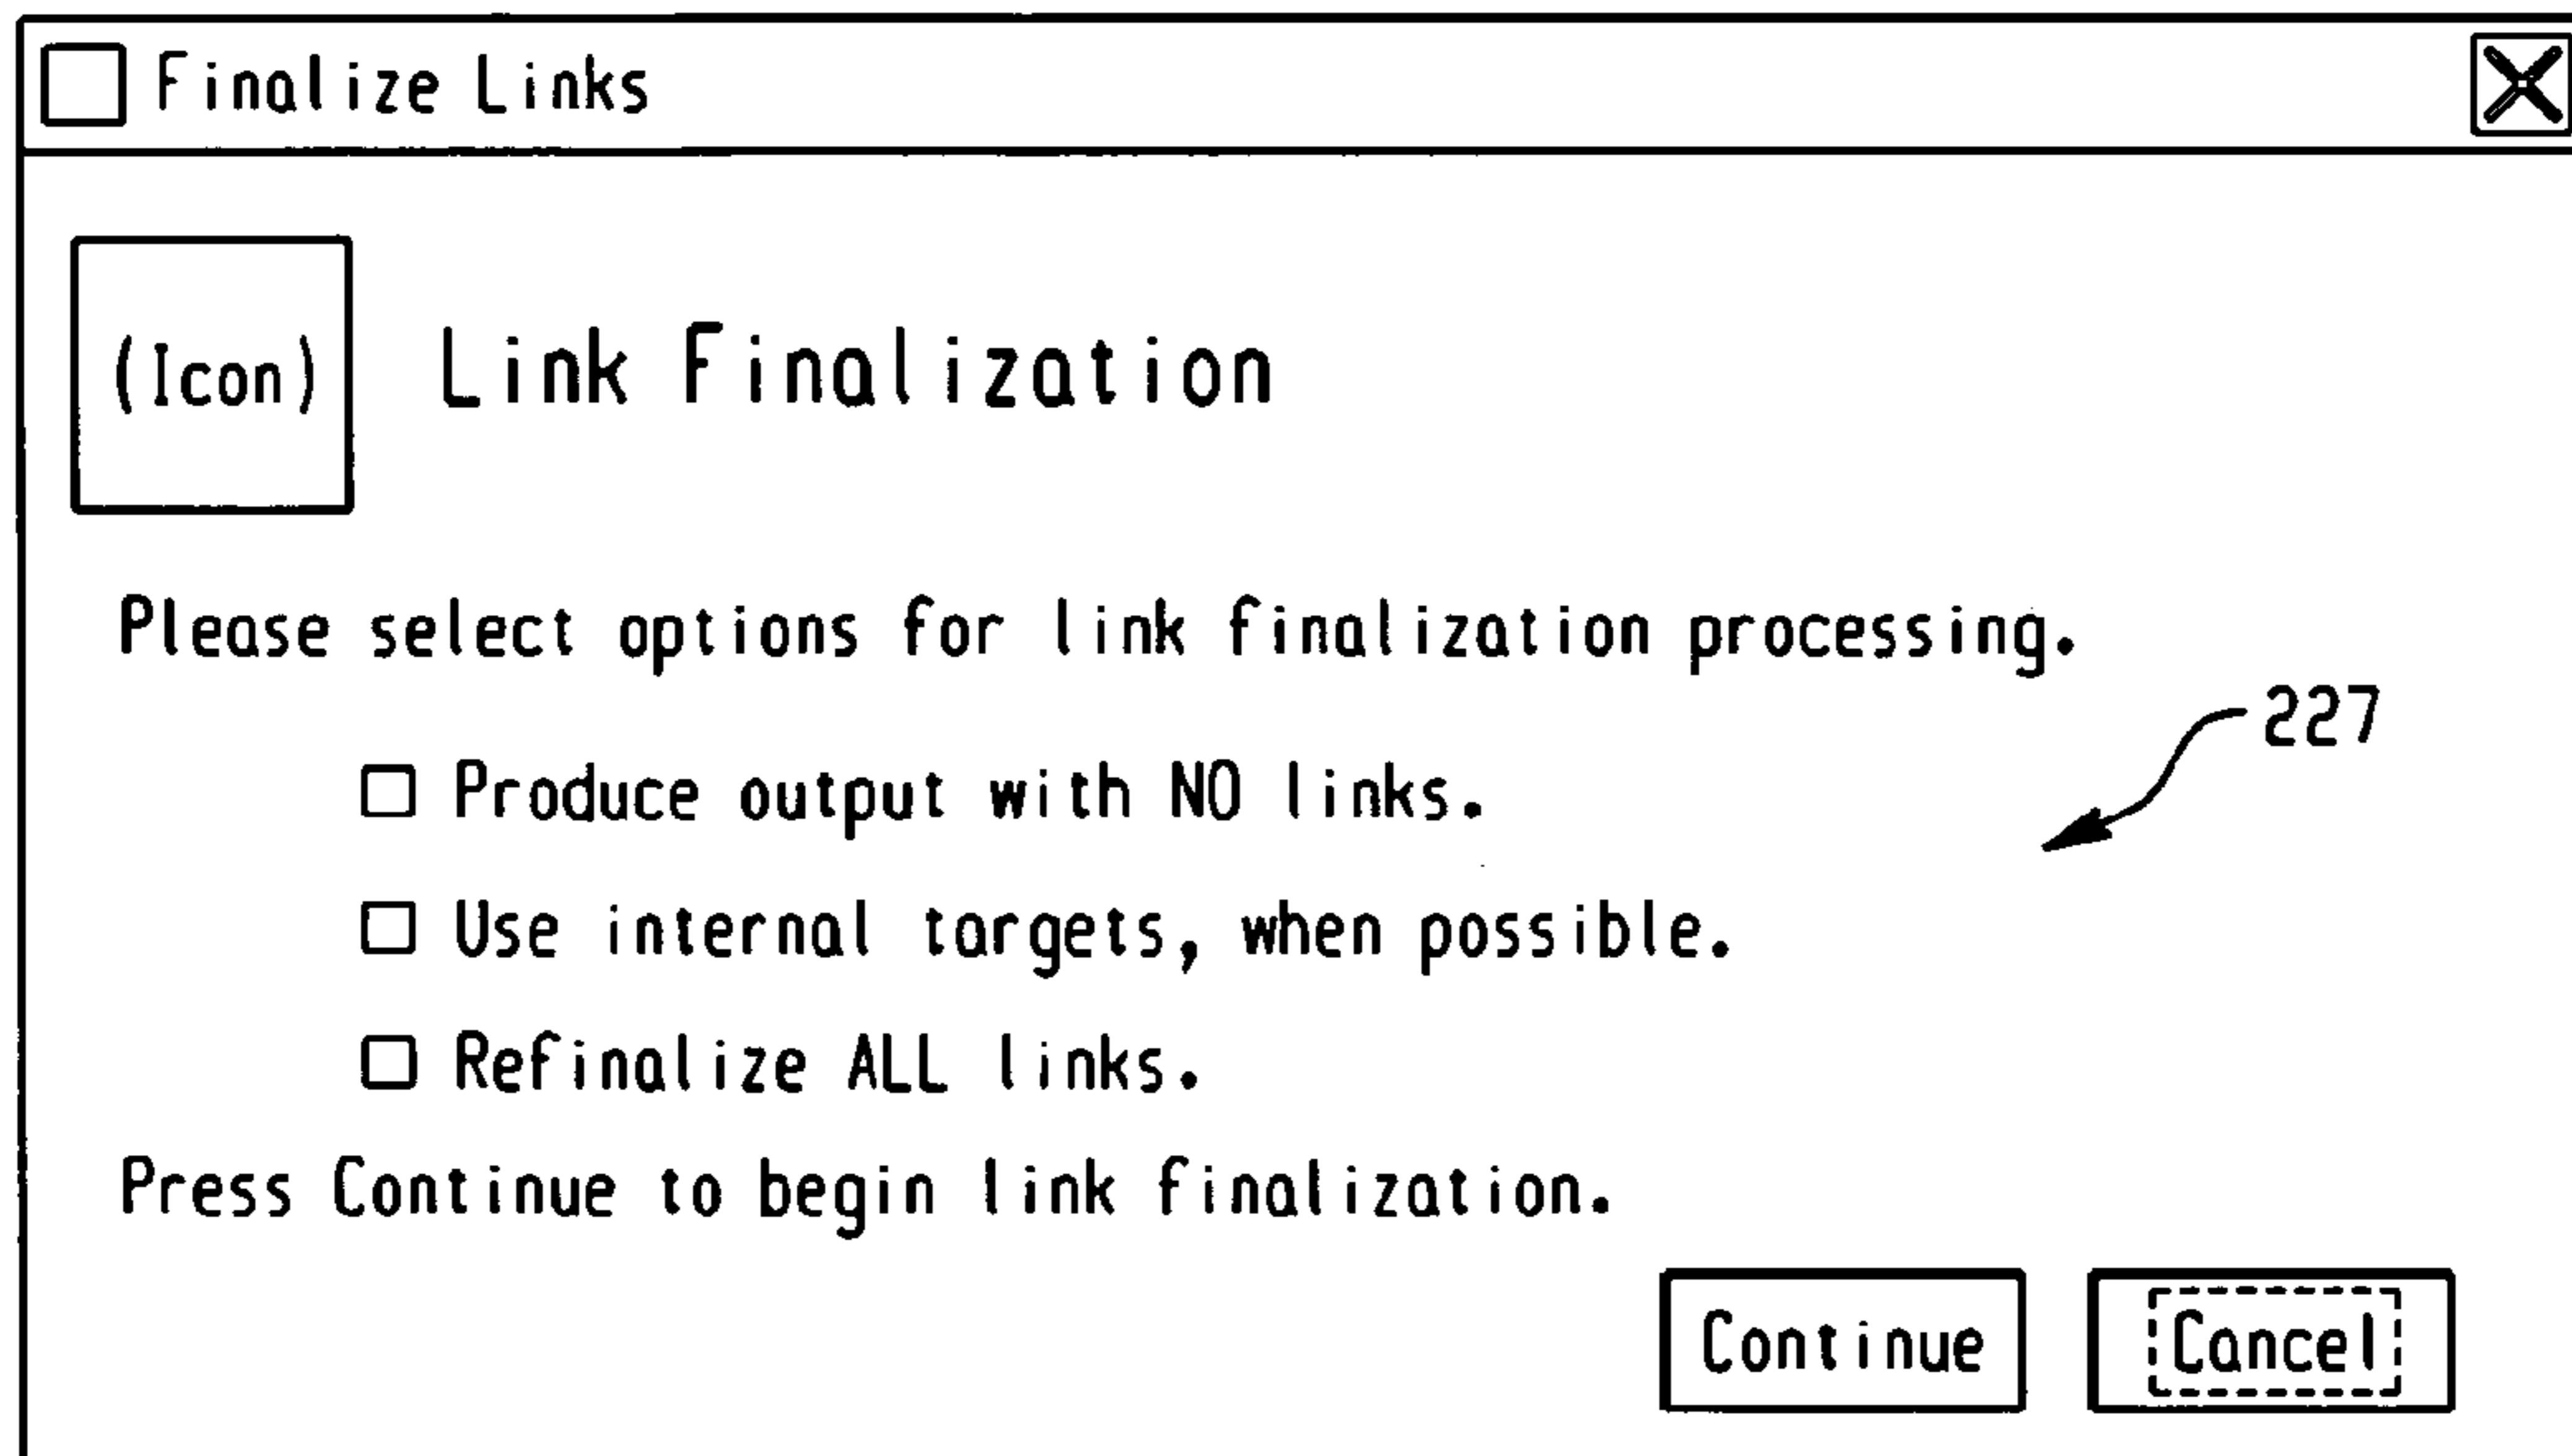 Finalize Links
(Icon)
Link Finalization
Please select options for link finalization processing.
227
Produce output with NO links.
Use internal targets, when possible.
Refinalize ALL links.
Press Continue to begin link finalization.
Continue
Cancel